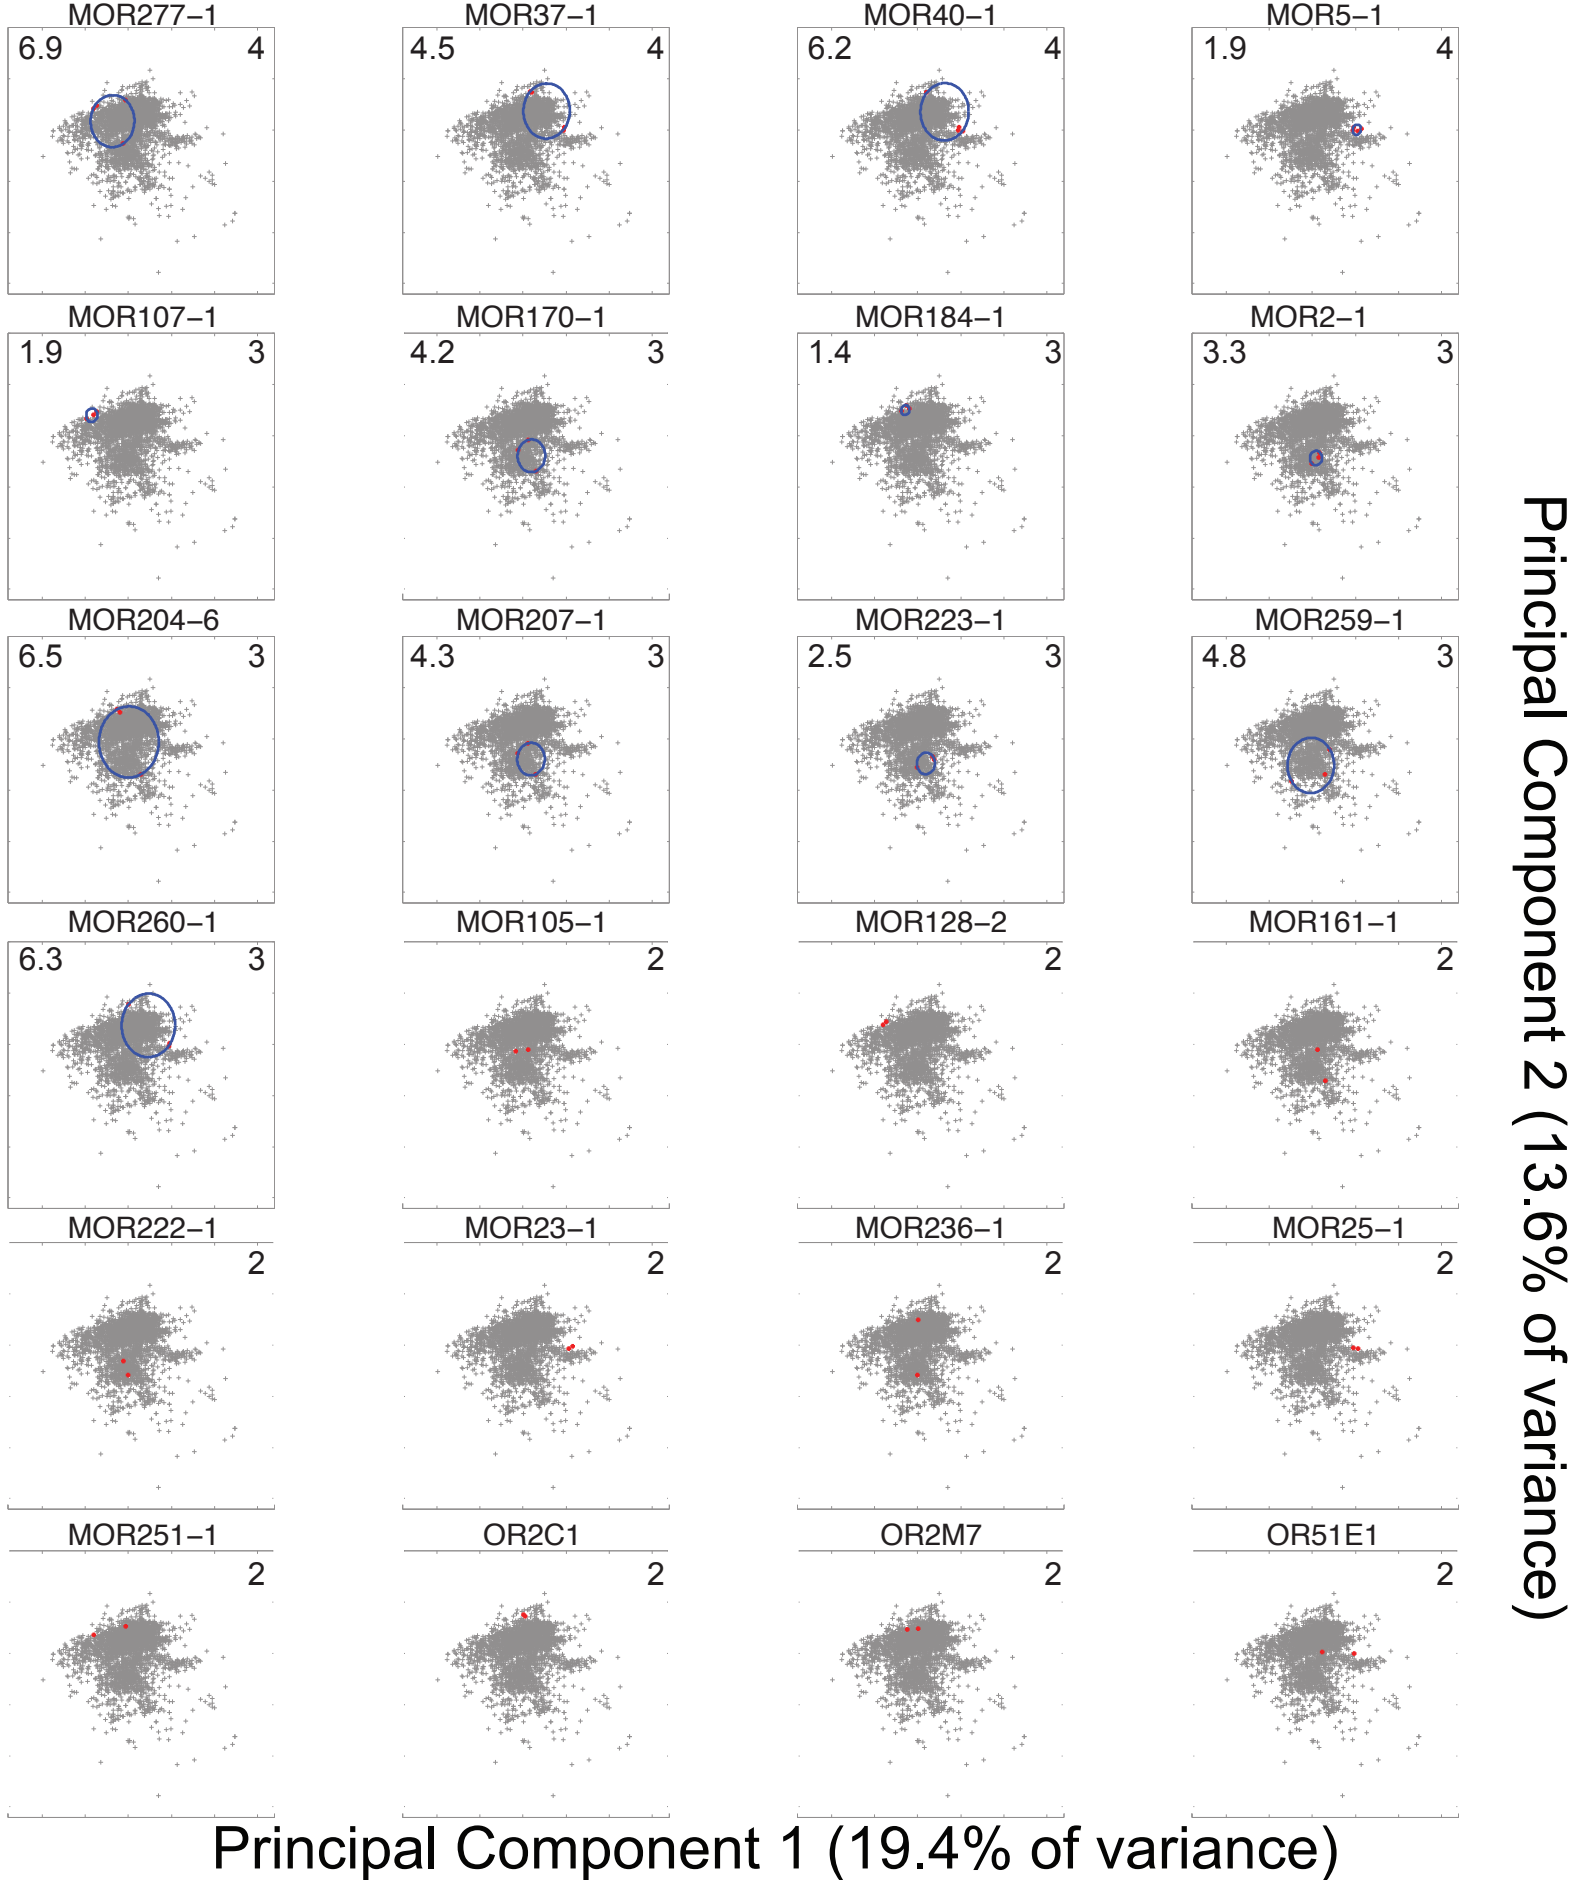 MOR277−1 MOR37−1 MOR40−1 MOR5−1
6.9 4 4.5 4 6.2 4 1.9 4
MOR107−1 MOR170−1 MOR184−1 MOR2−1
1.9 3 4.2 3 1.4 3 3.3 3
MOR204−6 MOR207−1 MOR223−1 MOR259−1
6.5 3 4.3 3 2.5 3 4.8 3
MOR260−1 MOR105−1 MOR128−2 MOR161−1
6.3 3 2 2 2
MOR222−1 MOR23−1 MOR236−1 MOR25−1
2 2 2 2
MOR251−1 OR2C1 OR2M7 OR51E1
2 2 2 2
Principal Component 1 (19.4% of variance)
Principal Component 2 (13.6% of variance)